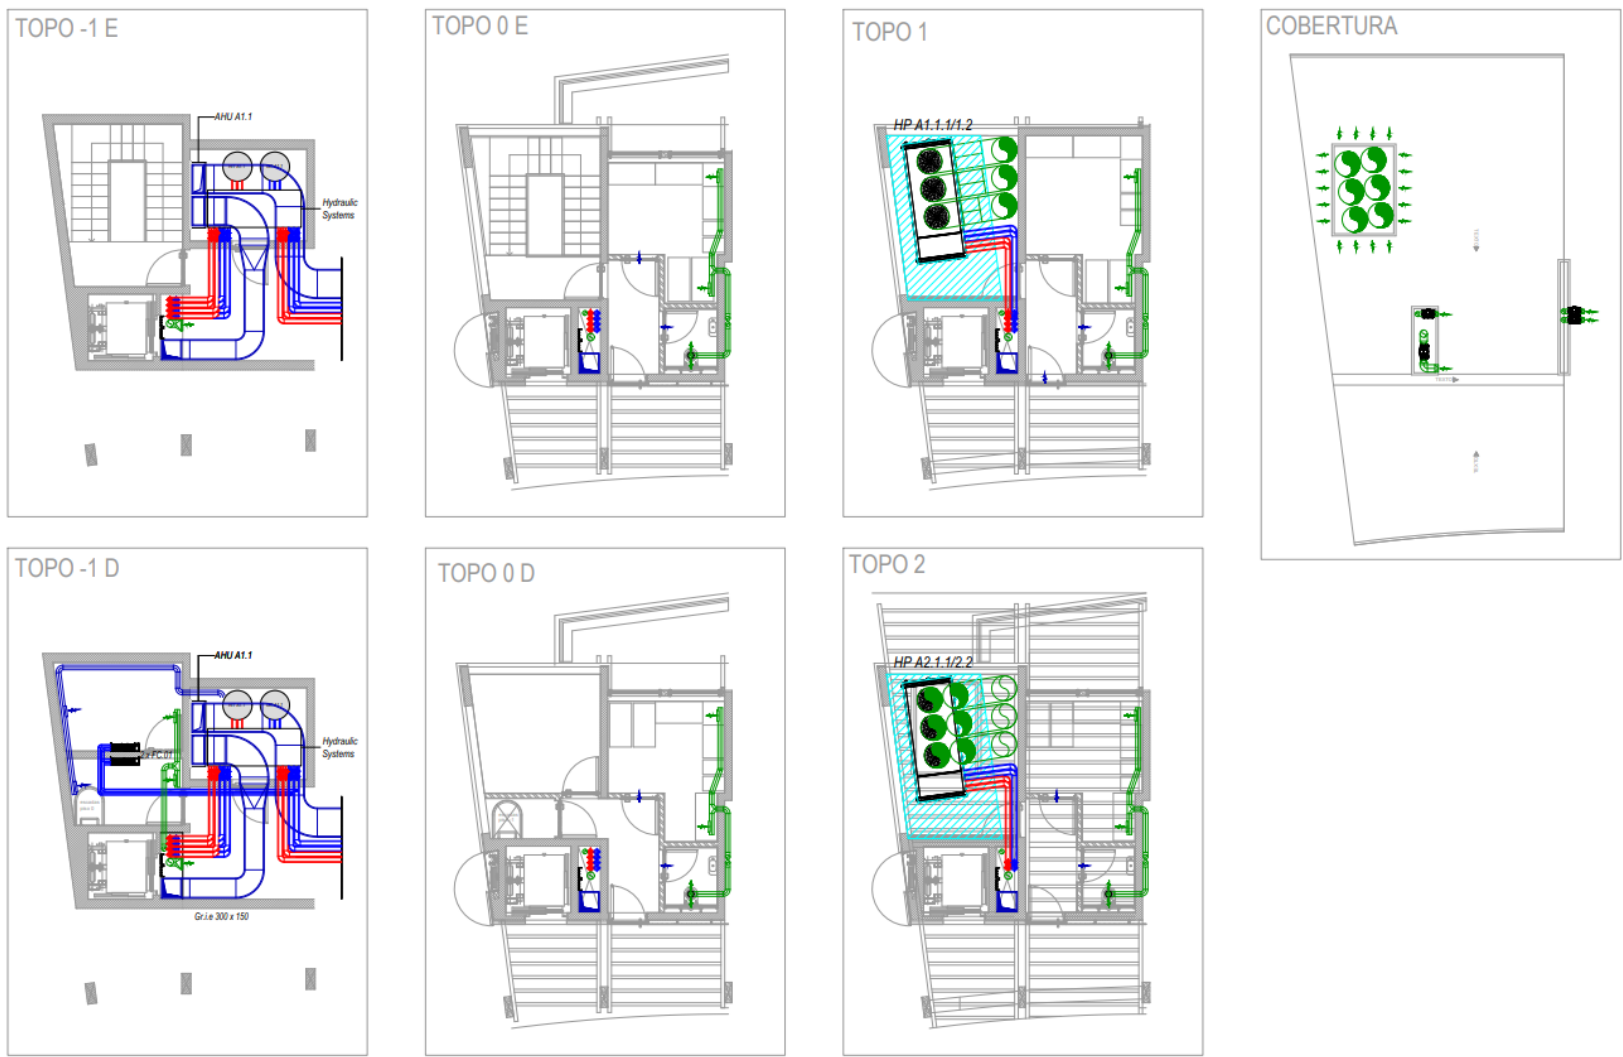 TOPO -1 E
AHU A1.1
Hydraulic
Systems
TOPO 0 E
TOPO 1
HP A1.1.1/1.2
COBERTURA
TOPO -1 D
AHU A1.1
Hydraulic
Systems
Gr.i.e 300 x 150
TOPO 0 D
TOPO 2
HP A2.1.1/2.2